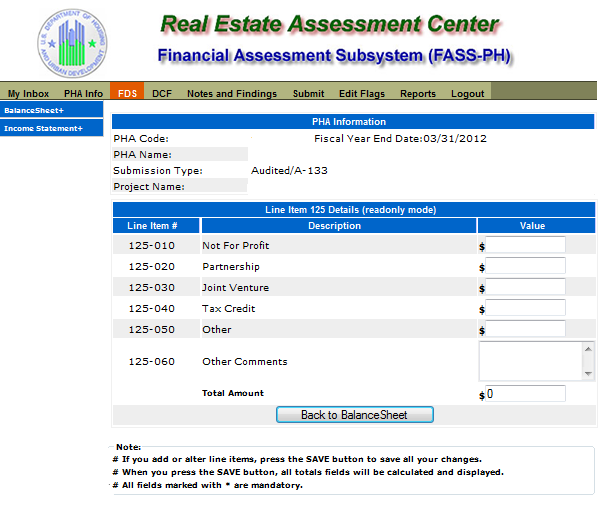 U.S. DEPARTMENT OF HOUSING
AND URBAN DEVELOPMENT
Real Estate Assessment Center
Financial Assessment Subsystem (FASS-PH)
My Inbox PHA Info FDS DCF Notes and Findings Submit Edit Flags Reports Logout
BalanceSheet+
Income Statement+
PHA Information
PHA Code: Fiscal Year End Date:03/31/2012
PHA Name:
Submission Type: Audited/A-133
Project Name:
Line Item 125 Details (readonly mode)
Line Item # Description Value
125-010 Not For Profit $
125-020 Partnership $
125-030 Joint Venture $
125-040 Tax Credit $
125-050 Other $
125-060 Other Comments
Total Amount $0
Back to BalanceSheet
Note:
# If you add or alter line items, press the SAVE button to save all your changes.
# When you press the SAVE button, all totals fields will be calculated and displayed.
# All fields marked with * are mandatory.